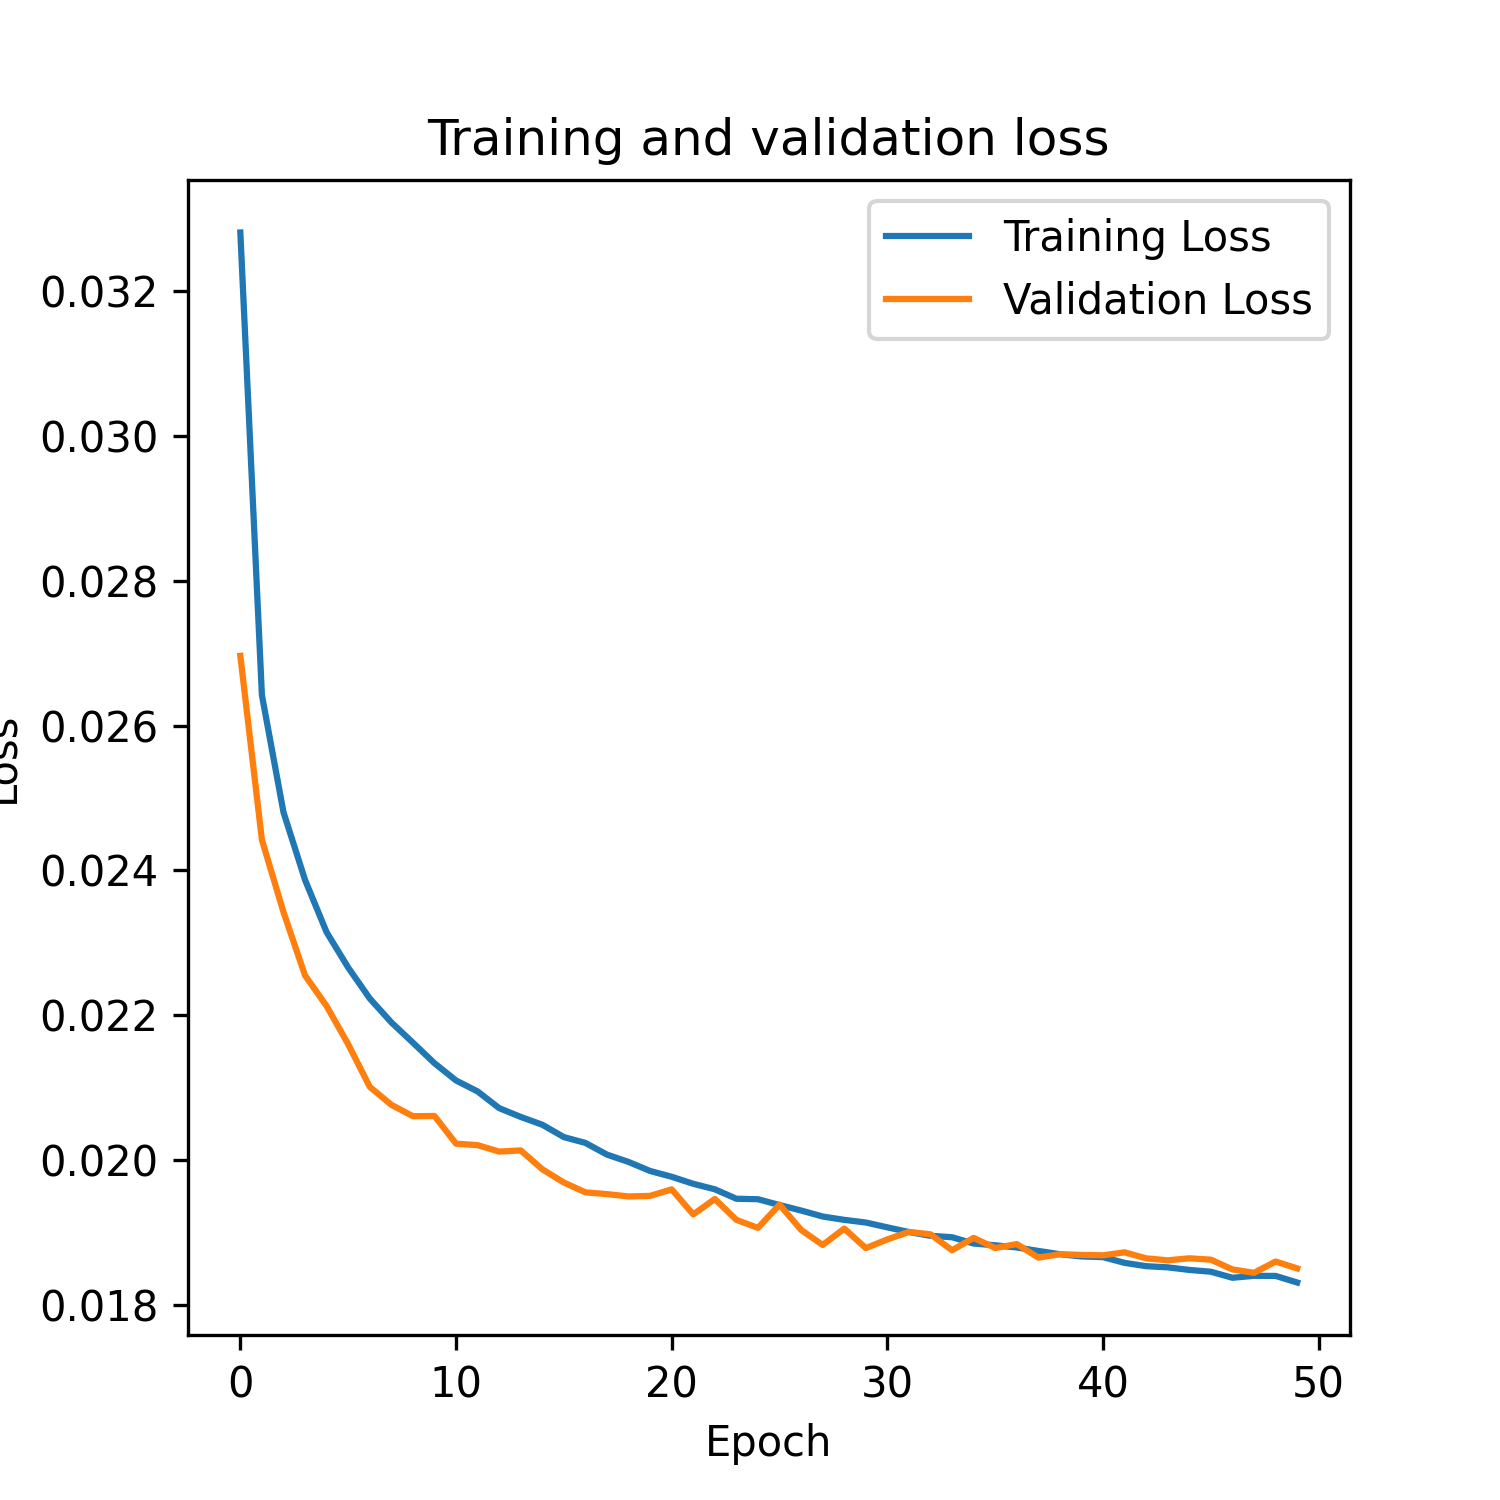 Training and validation loss
Training Loss
Validation Loss
0.032
0.030
0.028
0.026
0.024
0.022
0.020
0.018
Loss
0 10 20 30 40 50
Epoch